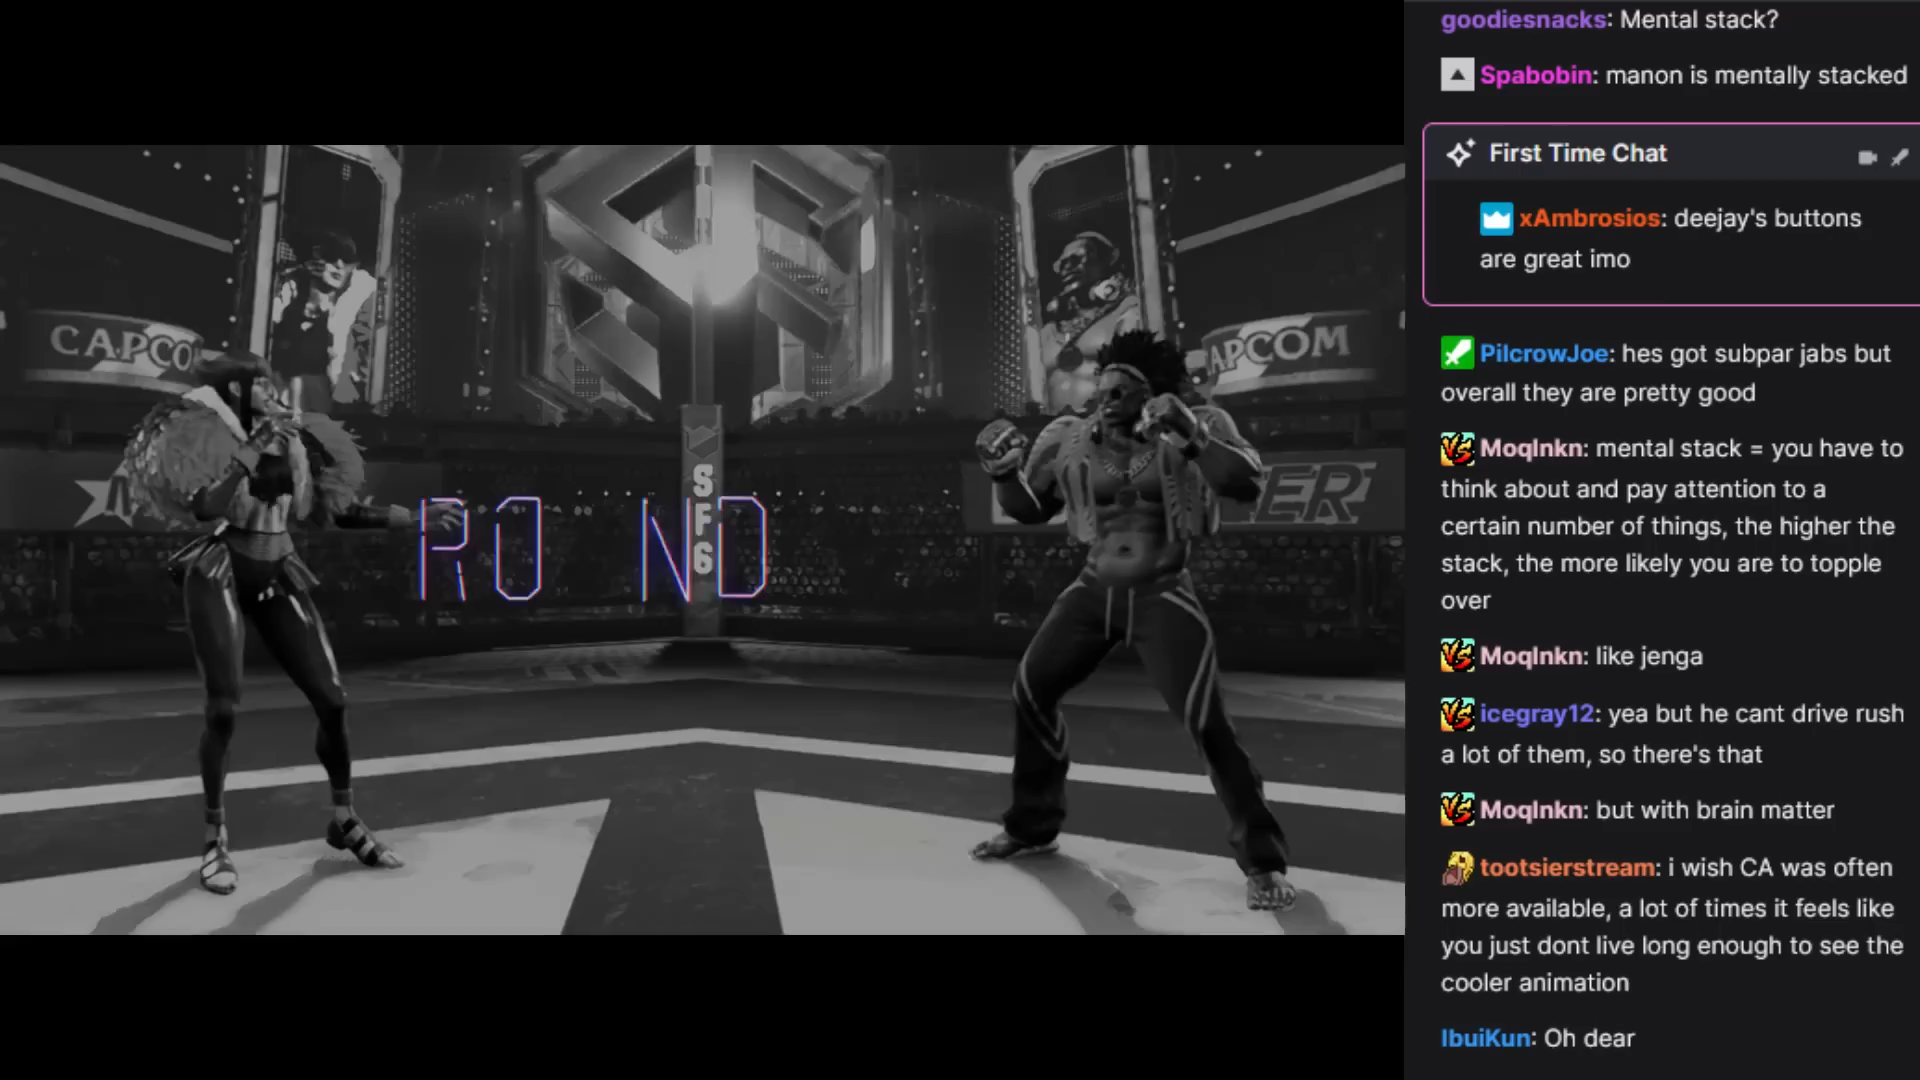 CAPCO
APCOM
SF6
ER
RO ND
goodiesnacks: Mental stack?
Spabobin: manon is mentally stacked
First Time Chat
xAmbrosios: deejay's buttons
are great imo
PilcrowJoe: hes got subpar jabs but
overall they are pretty good
MoqInkn: mental stack = you have to
think about and pay attention to a
certain number of things, the higher the
stack, the more likely you are to topple
over
MoqInkn: like jenga
icegray12: yea but he cant drive rush
a lot of them, so there's that
MoqInkn: but with brain matter
tootsierstream: i wish CA was often
more available, a lot of times it feels like
you just dont live long enough to see the
cooler animation
IbuiKun: Oh dear